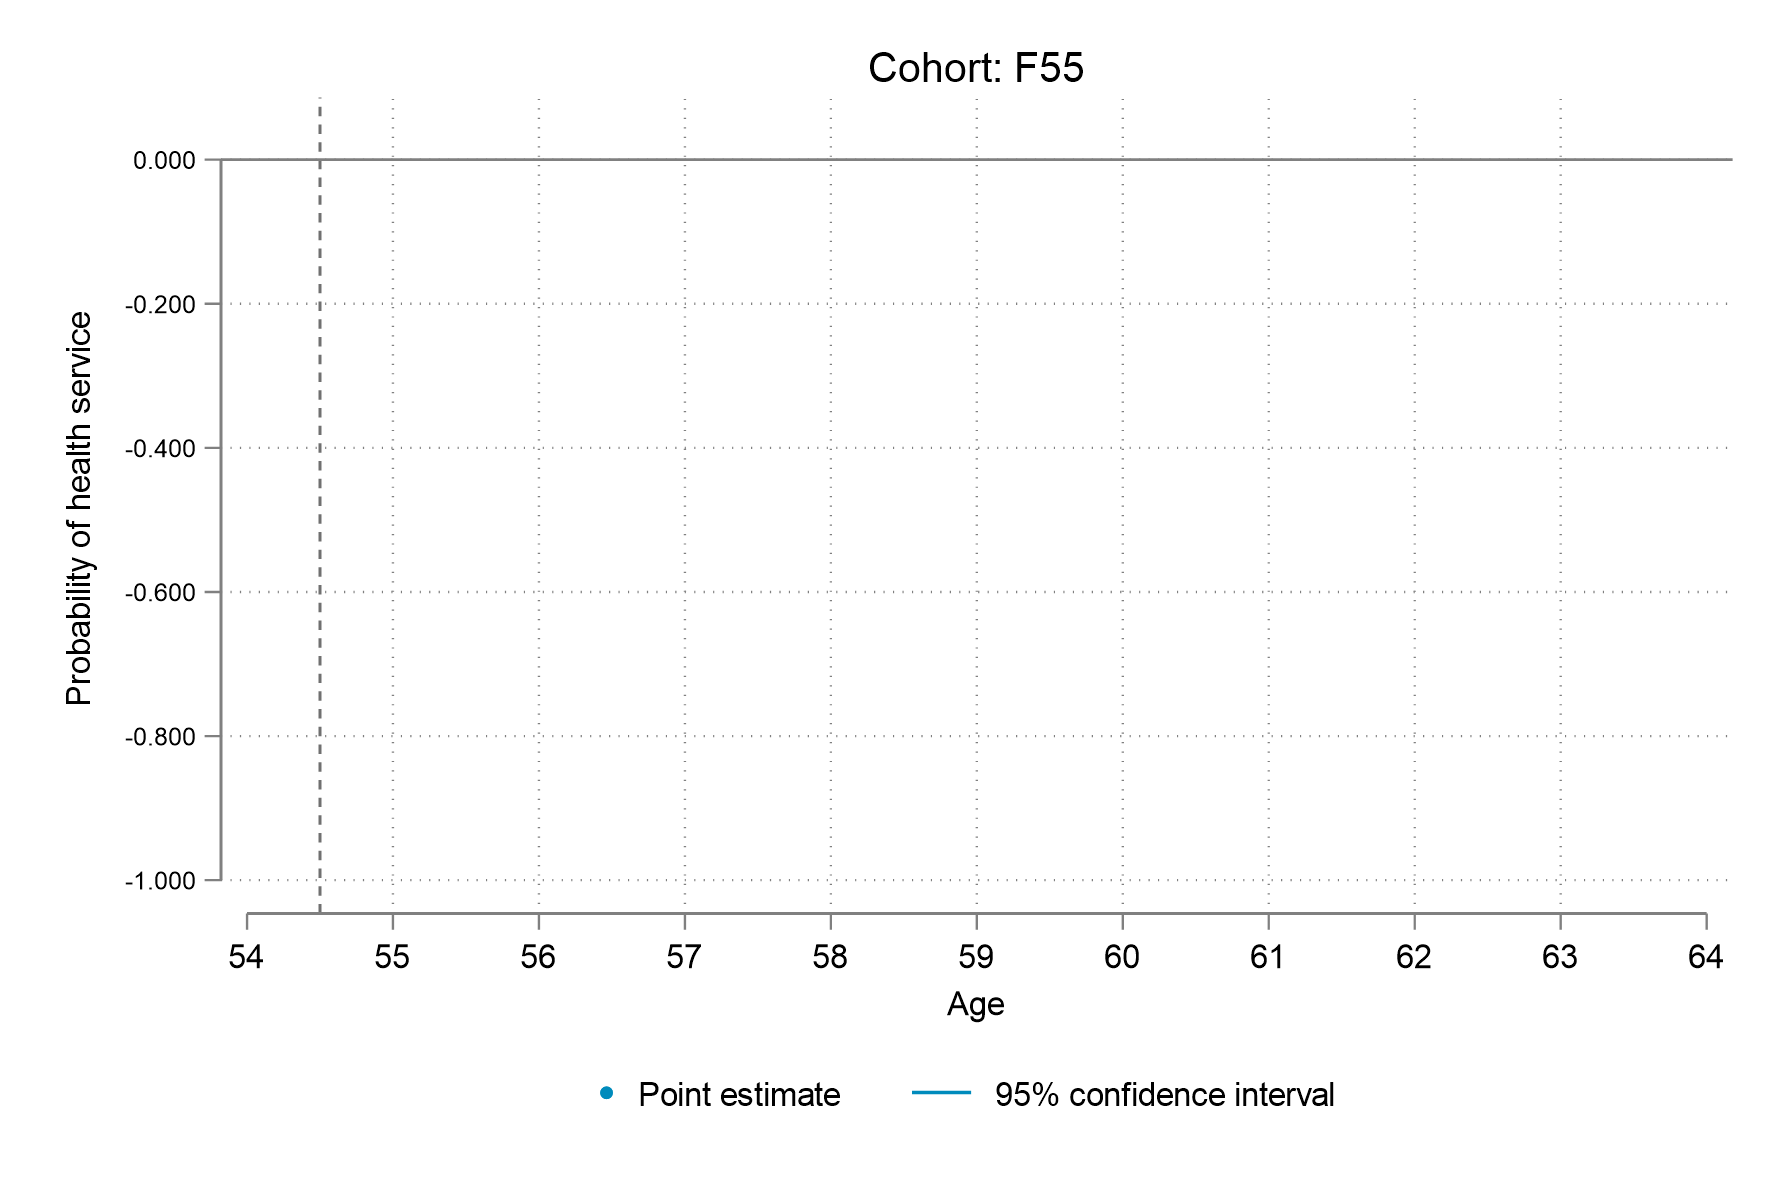 Cohort: F55
0.000
-0.200
-0.400
-0.600
-0.800
-1.000
Probability of health service
54 55 56 57 58 59 60 61 62 63 64
Age
Point estimate 95% confidence interval